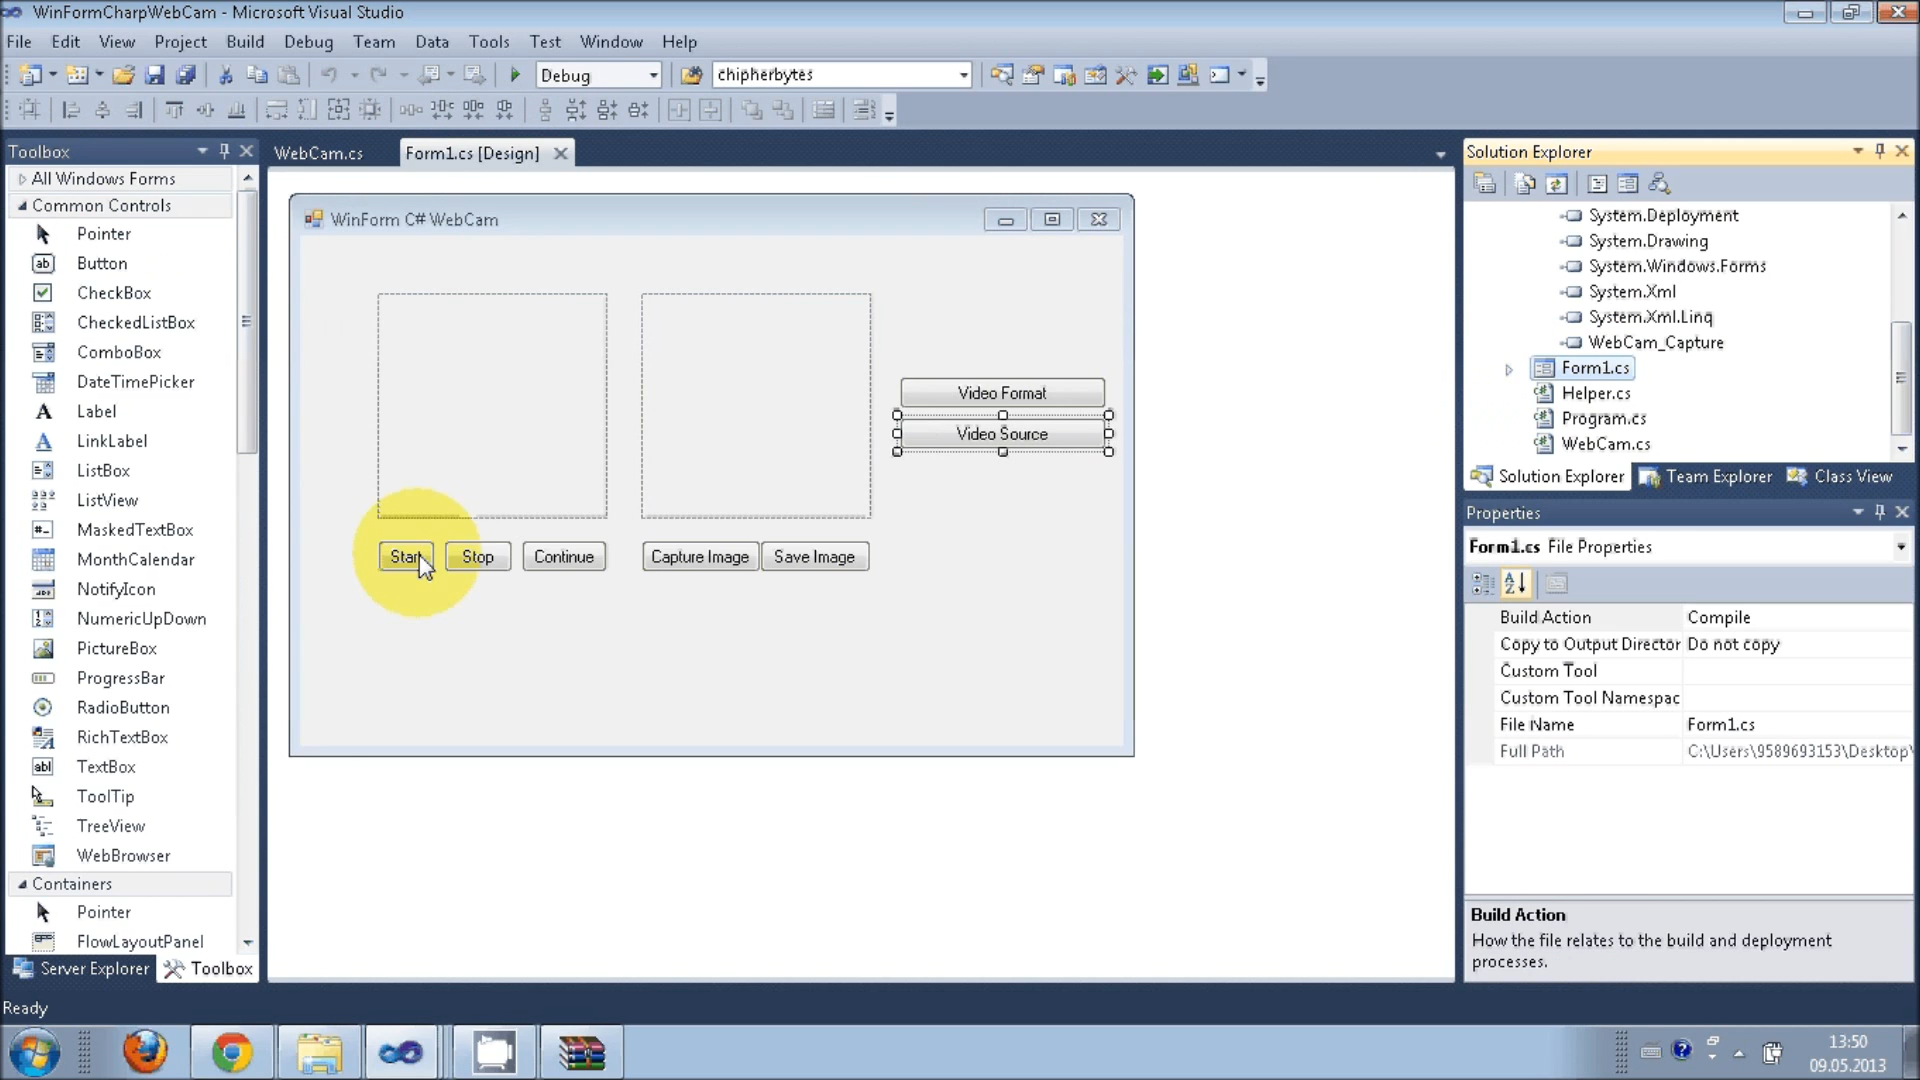 WinFormCharpWebCam - Microsoft Visual Studio
File Edit View Project Build Debug Team Data Tools Test Window Help
Debug chipherbytes
Toolbox
All Windows Forms
Common Controls
Pointer
Button
CheckBox
CheckedListBox
ComboBox
DateTimePicker
Label
LinkLabel
ListBox
ListView
MaskedTextBox
MonthCalendar
NotifyIcon
NumericUpDown
PictureBox
ProgressBar
RadioButton
RichTextBox
TextBox
ToolTip
TreeView
WebBrowser
Containers
Pointer
FlowLayoutPanel
Server Explorer Toolbox
WebCam.cs Form1.cs [Design]
WinForm C# WebCam
Video Format
Video Source
Start Stop Continue Capture Image Save Image
Solution Explorer
System.Deployment
System.Drawing
System.Windows.Forms
System.Xml
System.Xml.Linq
WebCam_Capture
Form1.cs
Helper.cs
Program.cs
WebCam.cs
Solution Explorer Team Explorer Class View
Properties
Form1.cs File Properties
Build Action Compile
Copy to Output Director Do not copy
Custom Tool
Custom Tool Namespac
File Name Form1.cs
Full Path C:\Users\9589693153\Desktop\
Build Action
How the file relates to the build and deployment
processes.
Ready
13:50
09.05.2013